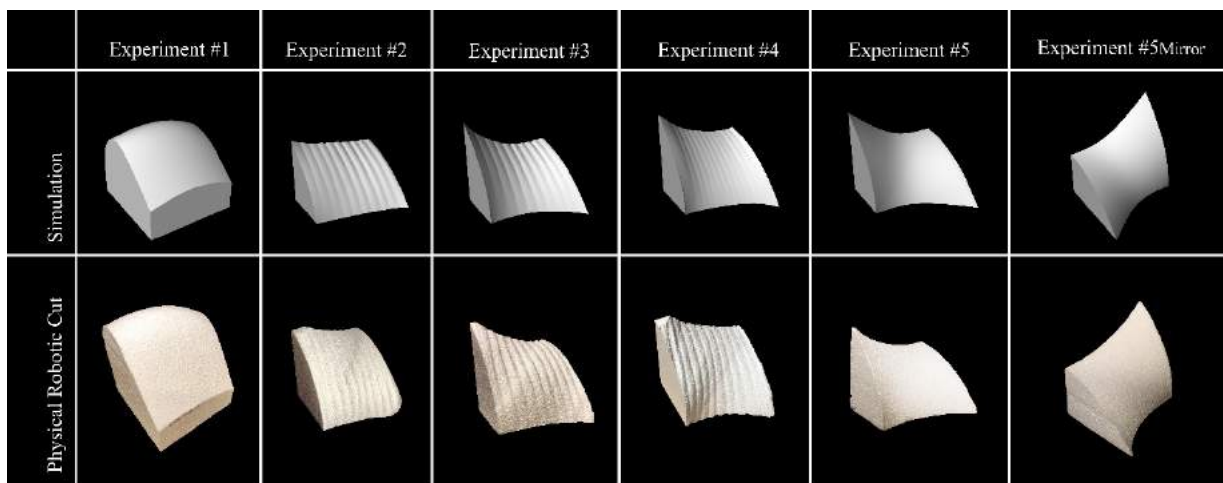 Experiment #1
Experiment #2
Experiment #3
Experiment #4
Experiment #5
Experiment #5Mirror
Simulation
Physical Robotic Cut